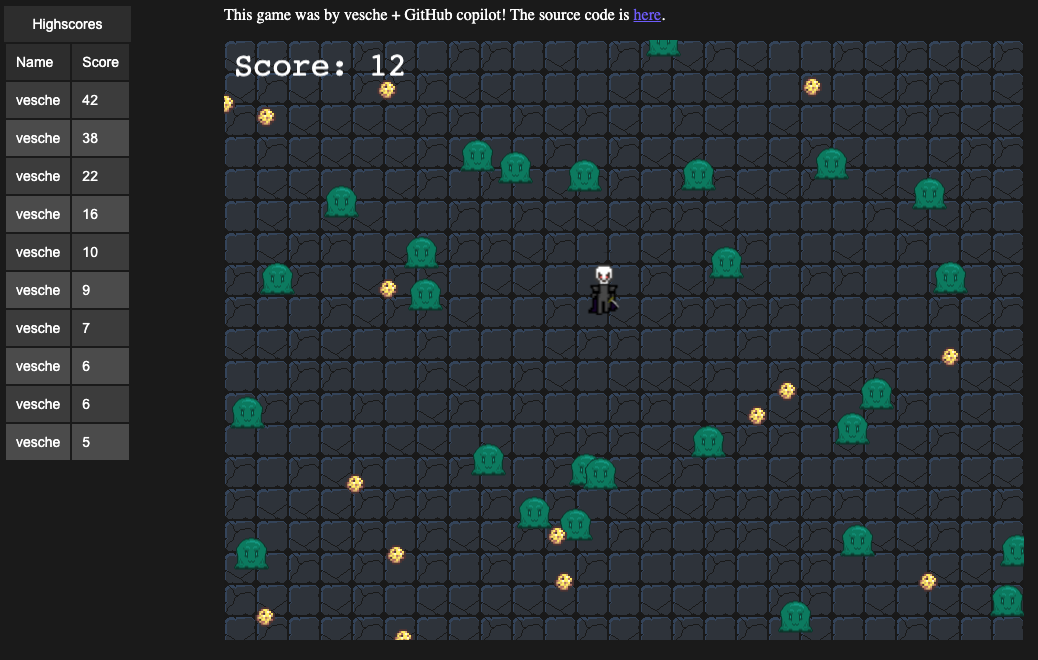 Highscores
Name Score
vesche 42
vesche 38
vesche 22
vesche 16
vesche 10
vesche 9
vesche 7
vesche 6
vesche 6
vesche 5
This game was by vesche + GitHub copilot! The source code is here.
Score: 12